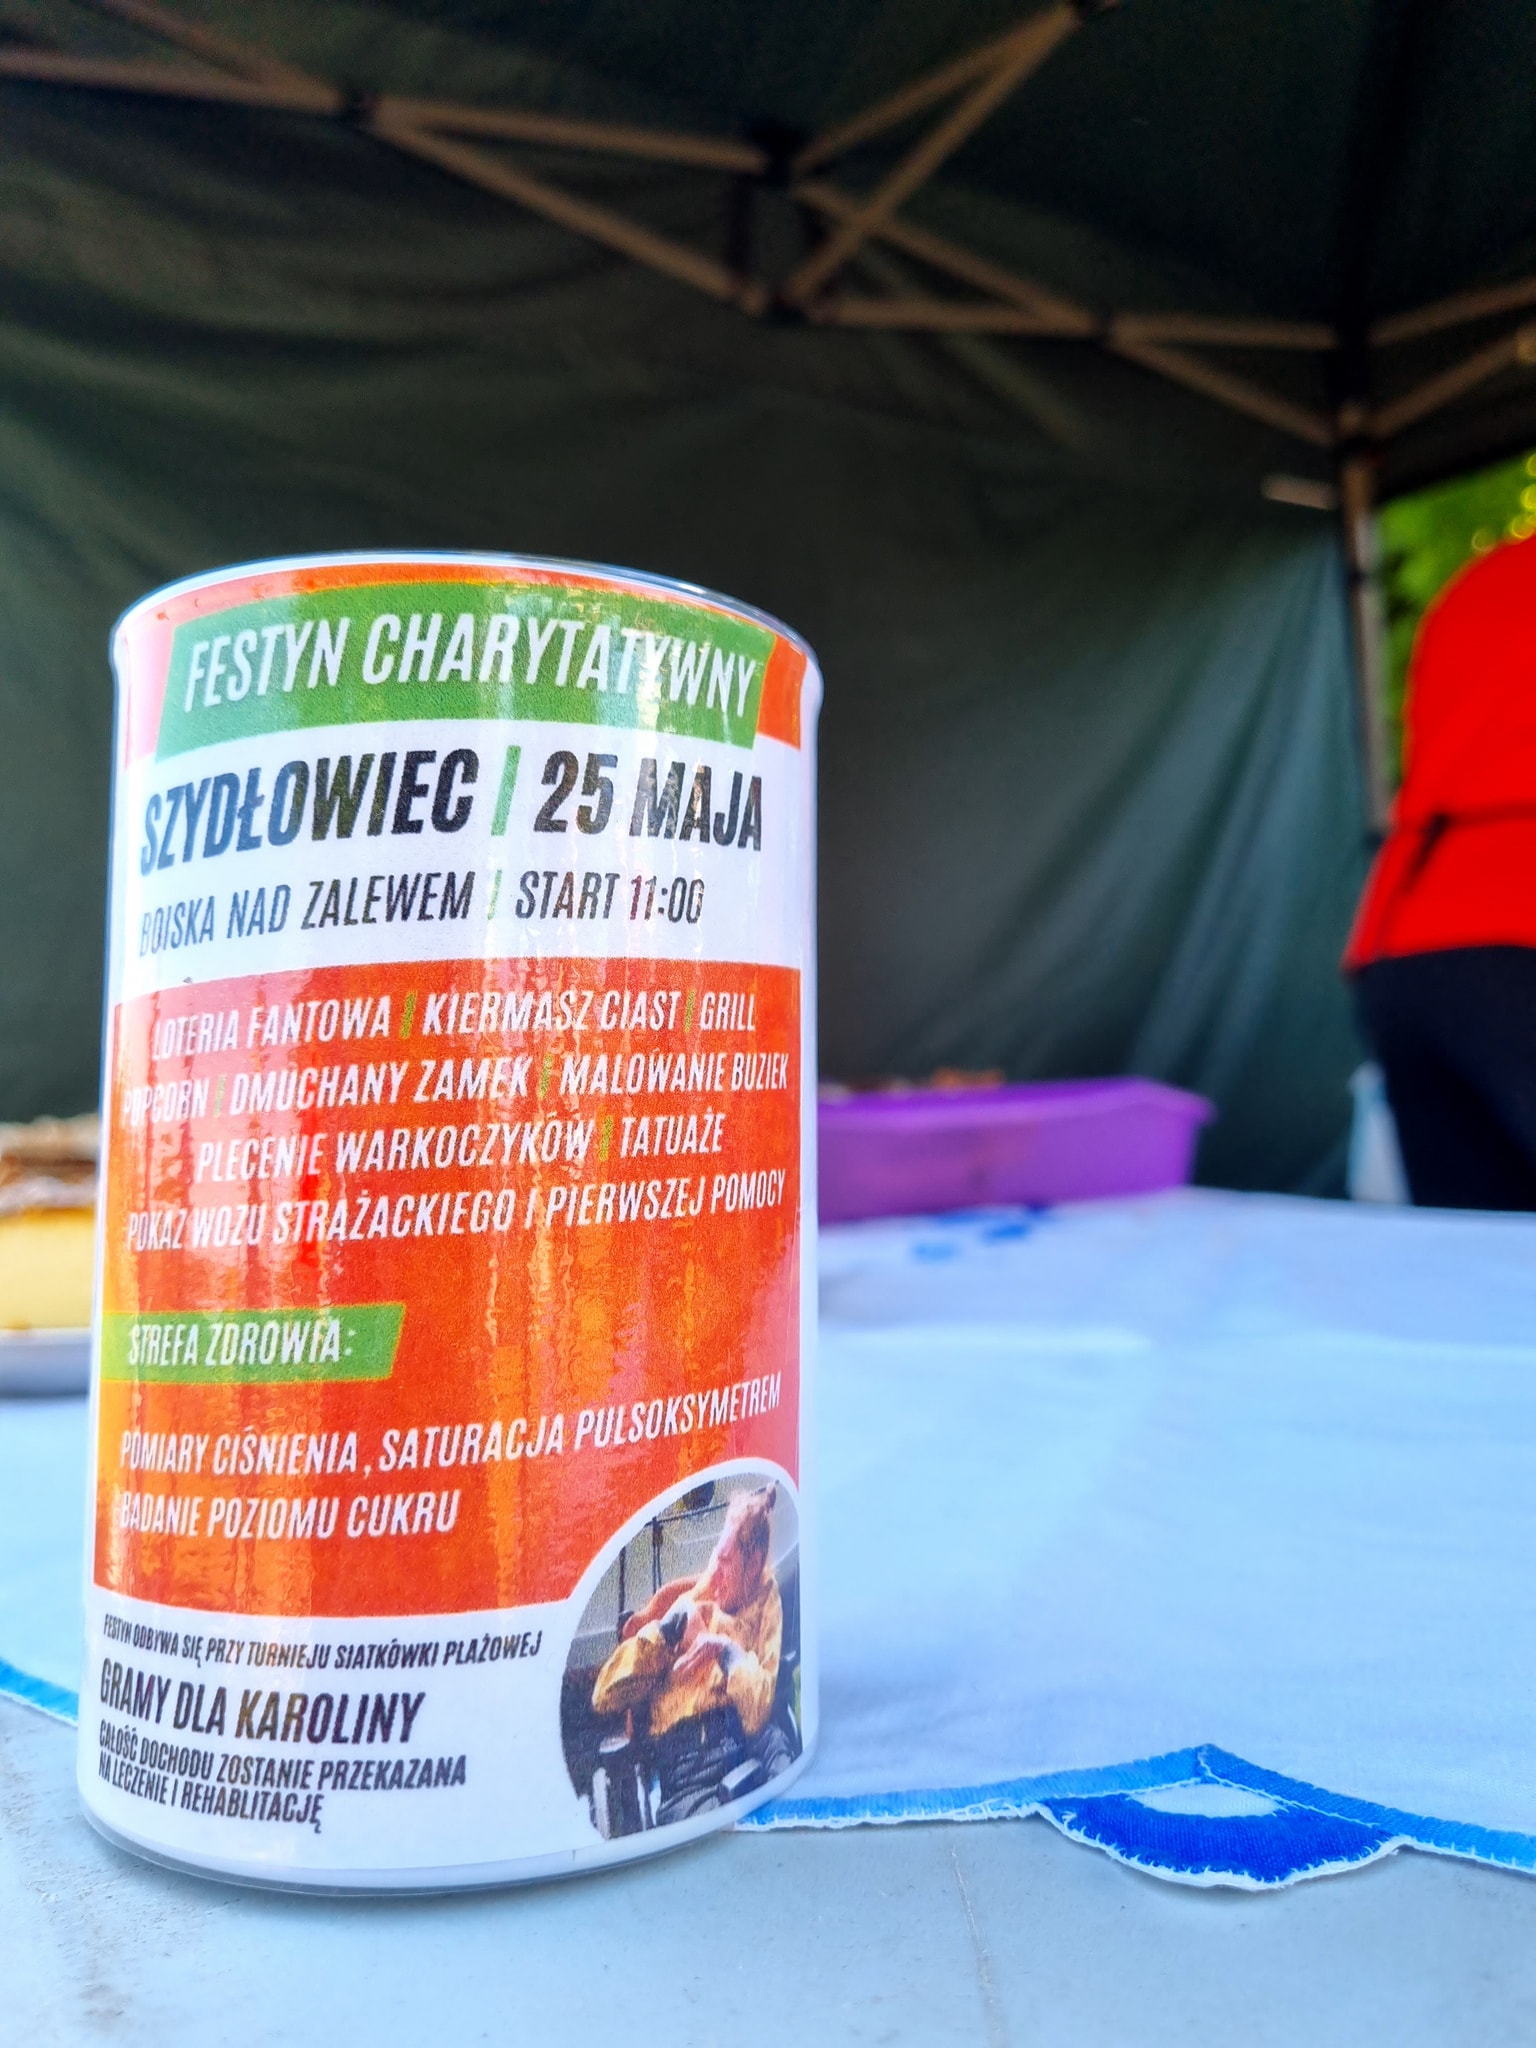 FESTYN CHARYTATYWNY
SZYDŁOWIEC | 25 MAJA
BOISKA NAD ZALEWEM | START 11:00
LOTERIA FANTOWA | KIERMASZ CIAST | GRILL
POPCORN | DMUCHANY ZAMEK | MALOWANIE BUZIEK
PLECENIE WARKOCZYKÓW | TATUAŻE
POKAZ WOZU STRAŻACKIEGO I PIERWSZEJ POMOCY
STREFA ZDROWIA:
POMIARY CIŚNIENIA, SATURACJA PULSOKSYMETREM
BADANIE POZIOMU CUKRU
FESTYN ODBYWA SIĘ PRZY TURNIEJU SIATKÓWKI PLAŻOWEJ
GRAMY DLA KAROLINY
CAŁOŚĆ DOCHODU ZOSTANIE PRZEKAZANA
NA LECZENIE I REHABLITACJĘ